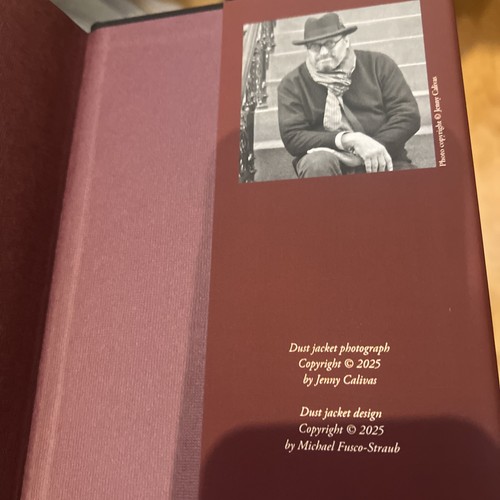 Photo copyright © Jenny Calivas
Dust jacket photograph
Copyright © 2025
by Jenny Calivas
Dust jacket design
Copyright © 2025
by Michael Fusco-Straub